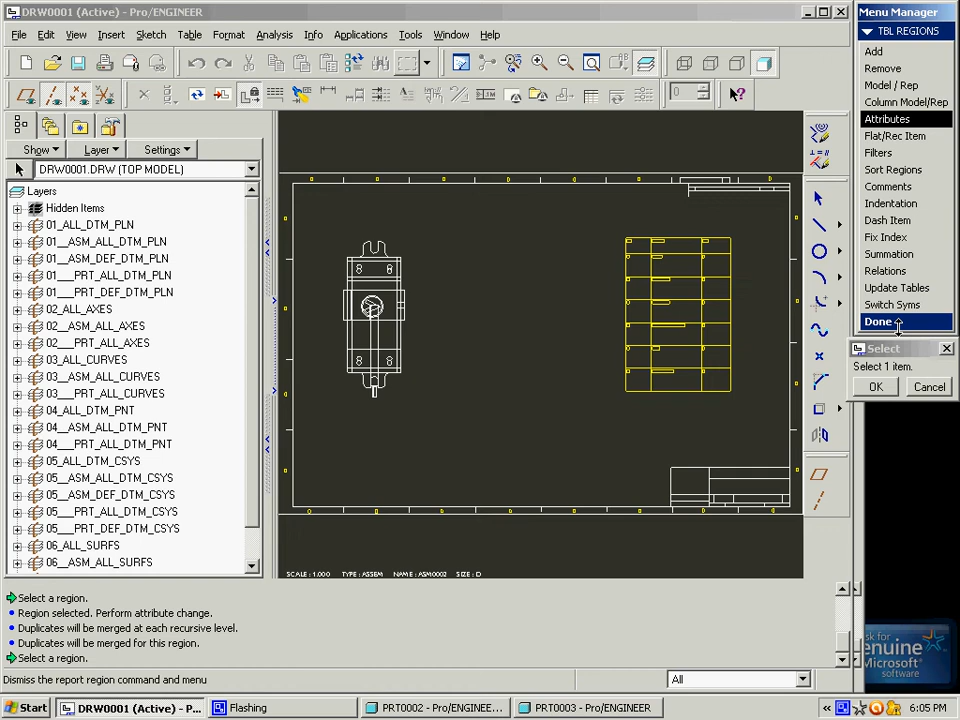 DRW0001 (Active) - Pro/ENGINEER
File Edit View Insert Sketch Table Format Analysis Info Applications Tools Window Help
0
Show Layer Settings
DRW0001.DRW (TOP MODEL)
Layers
Hidden Items
01_ALL_DTM_PLN
01__ASM_ALL_DTM_PLN
01__ASM_DEF_DTM_PLN
01___PRT_ALL_DTM_PLN
01___PRT_DEF_DTM_PLN
02_ALL_AXES
02__ASM_ALL_AXES
02___PRT_ALL_AXES
03_ALL_CURVES
03__ASM_ALL_CURVES
03___PRT_ALL_CURVES
04_ALL_DTM_PNT
04__ASM_ALL_DTM_PNT
04___PRT_ALL_DTM_PNT
05_ALL_DTM_CSYS
05__ASM_ALL_DTM_CSYS
05__ASM_DEF_DTM_CSYS
05___PRT_ALL_DTM_CSYS
05___PRT_DEF_DTM_CSYS
06_ALL_SURFS
06__ASM_ALL_SURFS
SCALE : 1.000 TYPE : ASSEM NAME : ASM0002 SIZE : D
Menu Manager
TBL REGIONS
Add
Remove
Model / Rep
Column Model/Rep
Attributes
Flat/Rec Item
Filters
Sort Regions
Comments
Indentation
Dash Item
Fix Index
Summation
Relations
Update Tables
Switch Syms
Done
Select
Select 1 item.
OK Cancel
Select a region.
Region selected. Perform attribute change.
Duplicates will be merged at each recursive level.
Duplicates will be merged for this region.
Select a region.
Dismiss the report region command and menu
All
ask for
Genuine
Microsoft
software
Start DRW0001 (Active) - P... Flashing PRT0002 - Pro/ENGINEE... PRT0003 - Pro/ENGINEER 6:05 PM